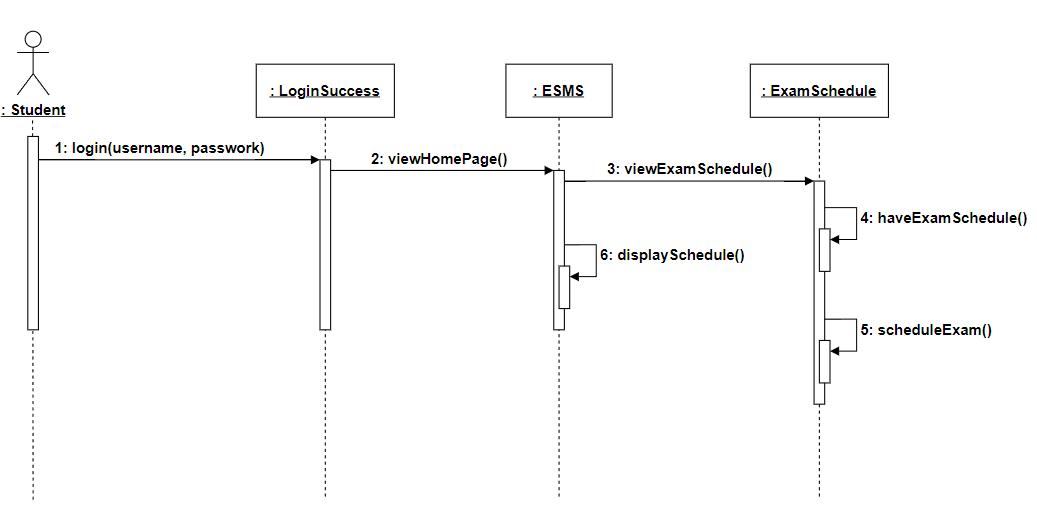 : Student
: LoginSuccess
: ESMS
: ExamSchedule
1: login(username, passwork)
2: viewHomePage()
3: viewExamSchedule()
4: haveExamSchedule()
6: displaySchedule()
5: scheduleExam()